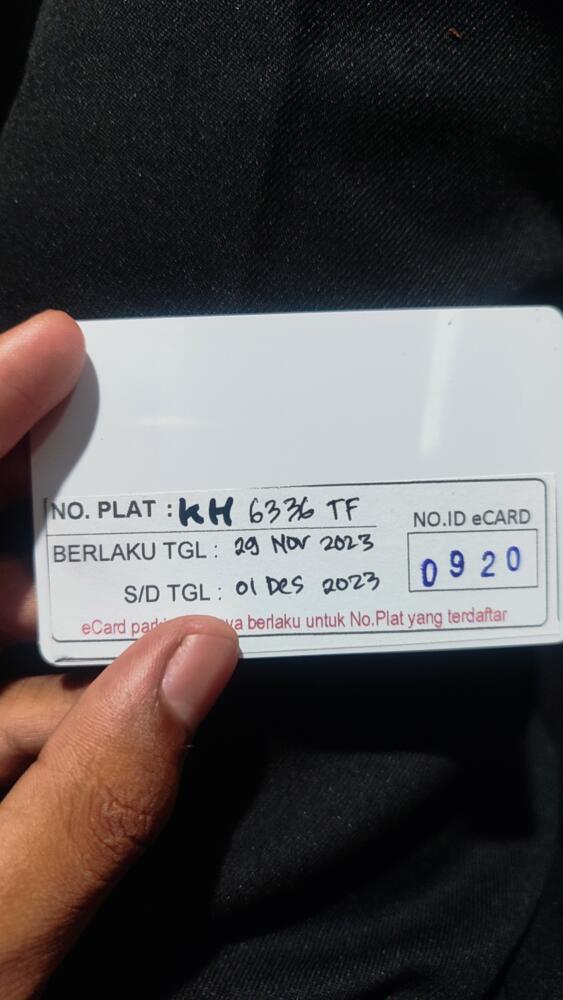 NO. PLAT : KH 6336 TF
BERLAKU TGL : 29 NOV 2023
S/D TGL : 01 DES 2023
NO.ID eCARD
0920
eCard berlaku untuk No.Plat yang terdaftar